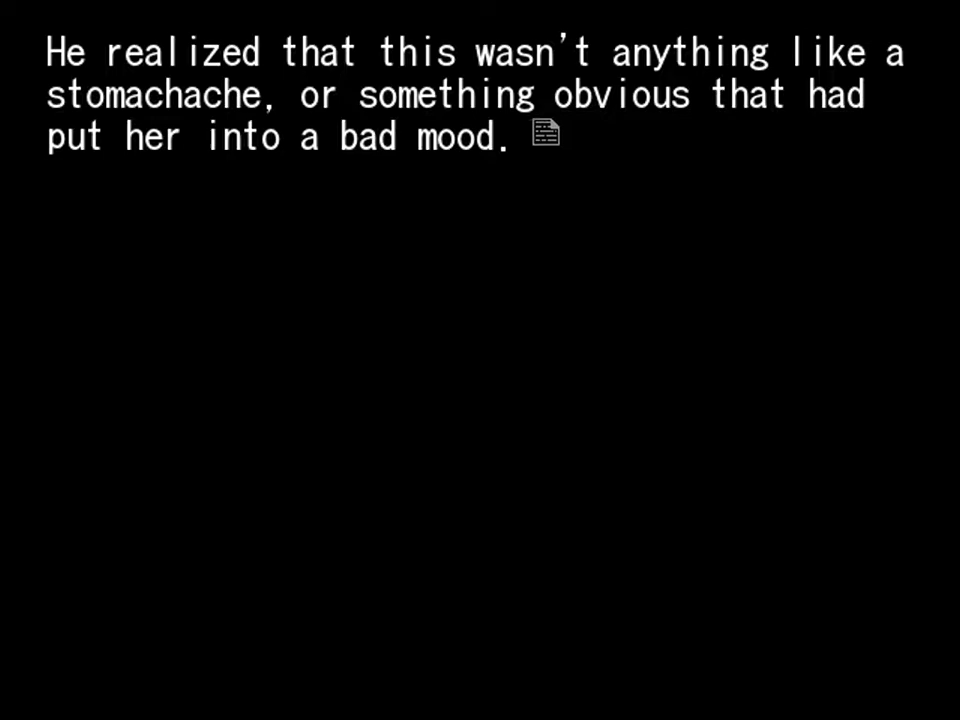 He realized that this wasn't anything like a
stomachache, or something obvious that had
put her into a bad mood.